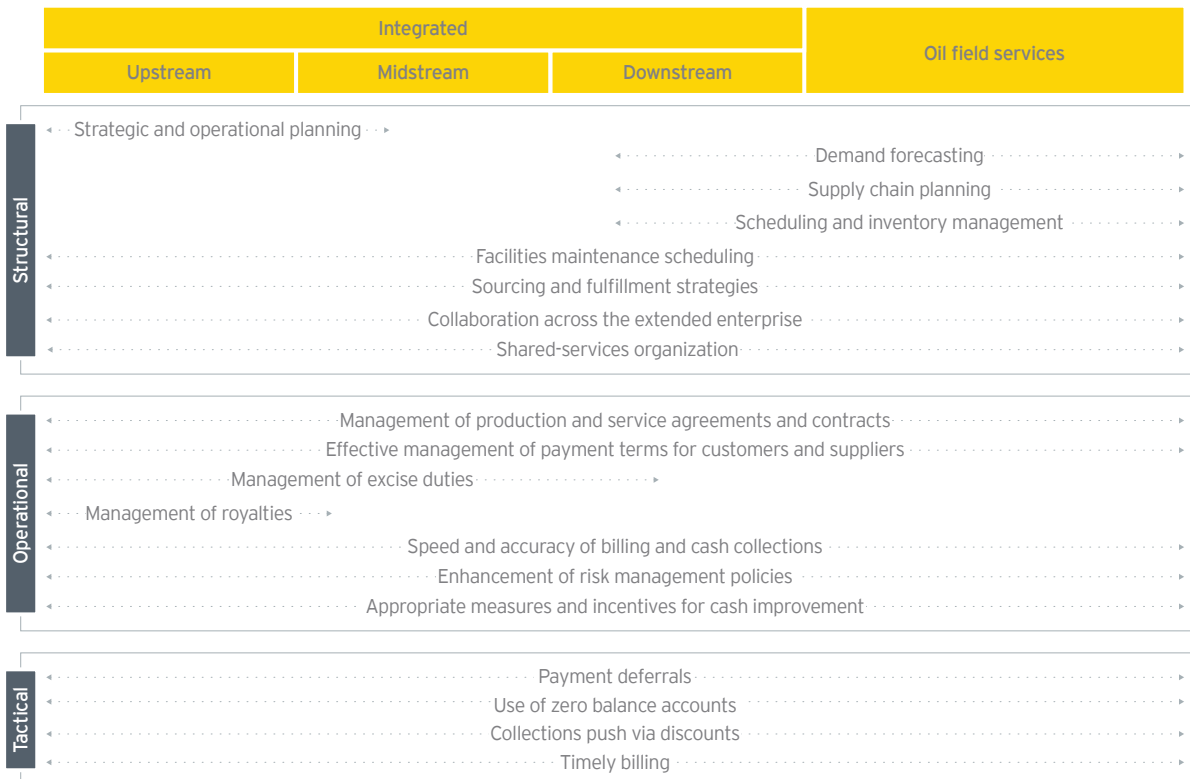 Integrated
Oil field services
Upstream
Midstream
Downstream
Structural
Strategic and operational planning
Demand forecasting
Supply chain planning
Scheduling and inventory management
Facilities maintenance scheduling
Sourcing and fulfillment strategies
Collaboration across the extended enterprise
Shared-services organization
Operational
Management of production and service agreements and contracts
Effective management of payment terms for customers and suppliers
Management of excise duties
Management of royalties
Speed and accuracy of billing and cash collections
Enhancement of risk management policies
Appropriate measures and incentives for cash improvement
Tactical
Payment deferrals
Use of zero balance accounts
Collections push via discounts
Timely billing